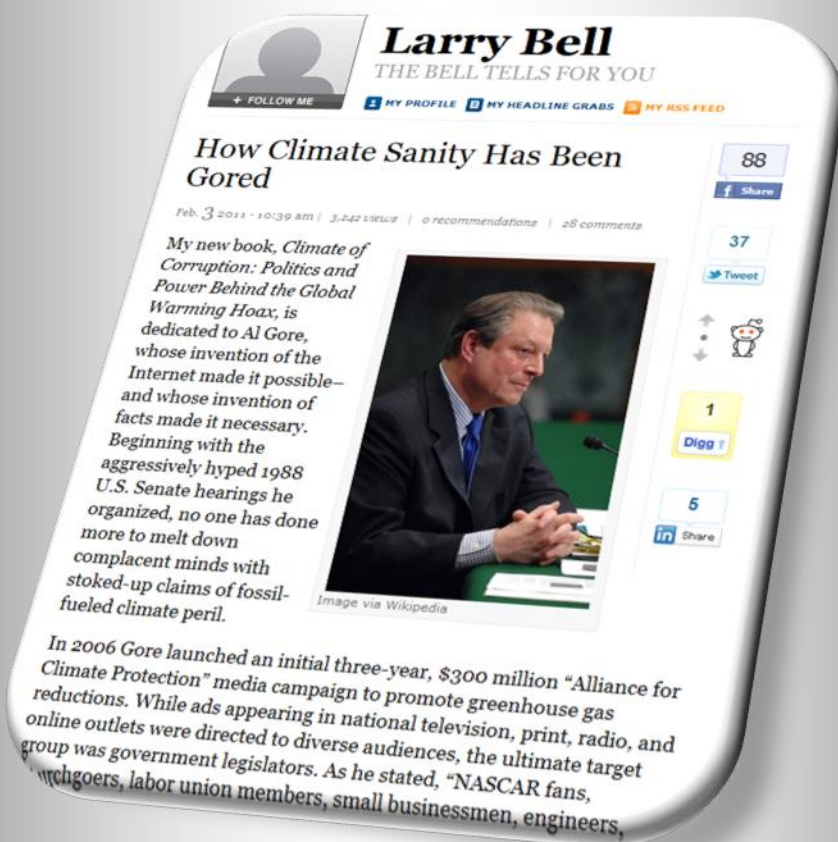 Larry Bell
THE BELL TELLS FOR YOU
+ FOLLOW ME
MY PROFILE MY HEADLINE GRABS MY RSS FEED
How Climate Sanity Has Been
Gored
Feb. 3 2011 - 10:39 am | 3,242 views | 0 recommendations | 28 comments
My new book, Climate of
Corruption: Politics and
Power Behind the Global
Warming Hoax, is
dedicated to Al Gore,
whose invention of the
Internet made it possible–
and whose invention of
facts made it necessary.
Beginning with the
aggressively hyped 1988
U.S. Senate hearings he
organized, no one has done
more to melt down
complacent minds with
stoked-up claims of fossil-
fueled climate peril.
Image via Wikipedia
In 2006 Gore launched an initial three-year, $300 million “Alliance for
Climate Protection” media campaign to promote greenhouse gas
reductions. While ads appearing in national television, print, radio, and
online outlets were directed to diverse audiences, the ultimate target
group was government legislators. As he stated, “NASCAR fans,
labor union members, small businessmen, engineers,
88
f Share
37
Tweet
1
Digg
5
in Share